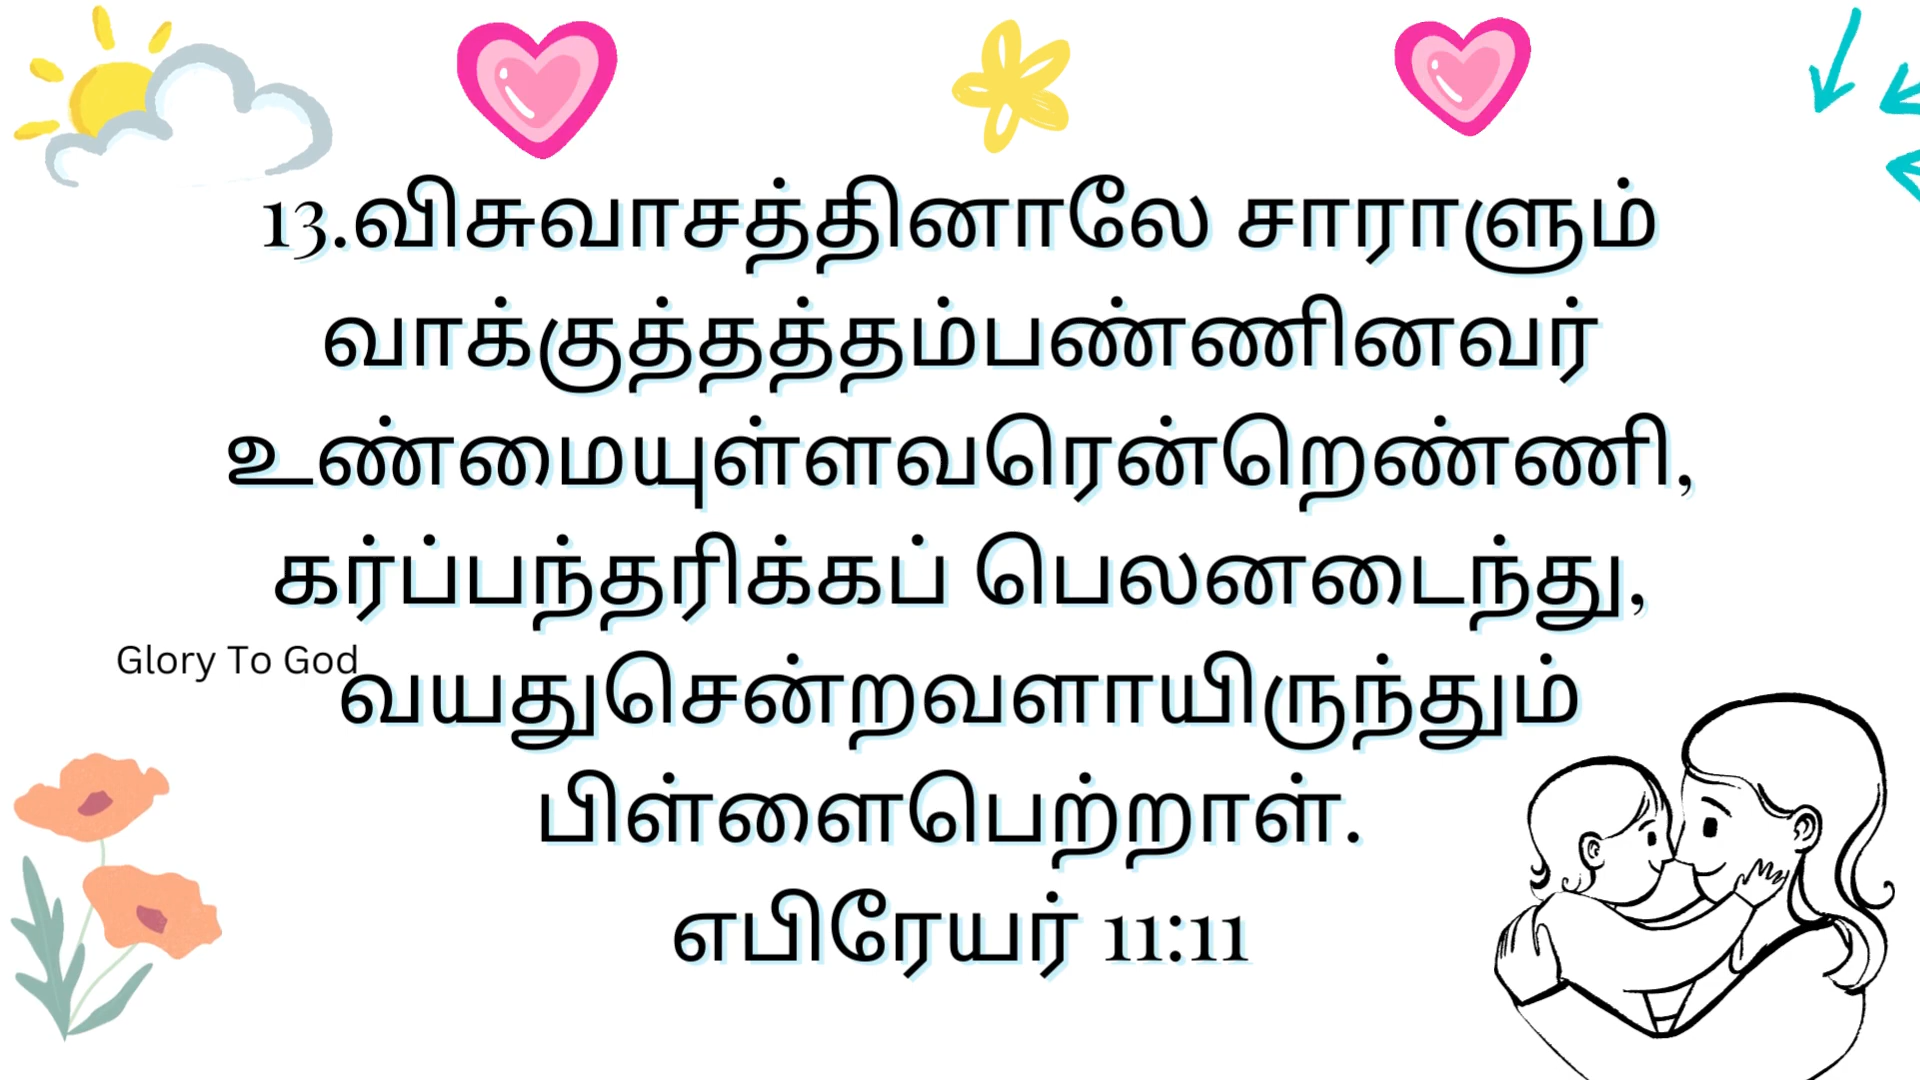 13.விசுவாசத்தினாலே சாராளும்
வாக்குத்தத்தம்பண்ணினவர்
உண்மையுள்ளவரென்றெண்ணி,
கர்ப்பந்தரிக்கப் பெலனடைந்து,
Glory To God
வயதுசென்றவளாயிருந்தும்
பிள்ளைபெற்றாள்.
எபிரேயர் 11:11